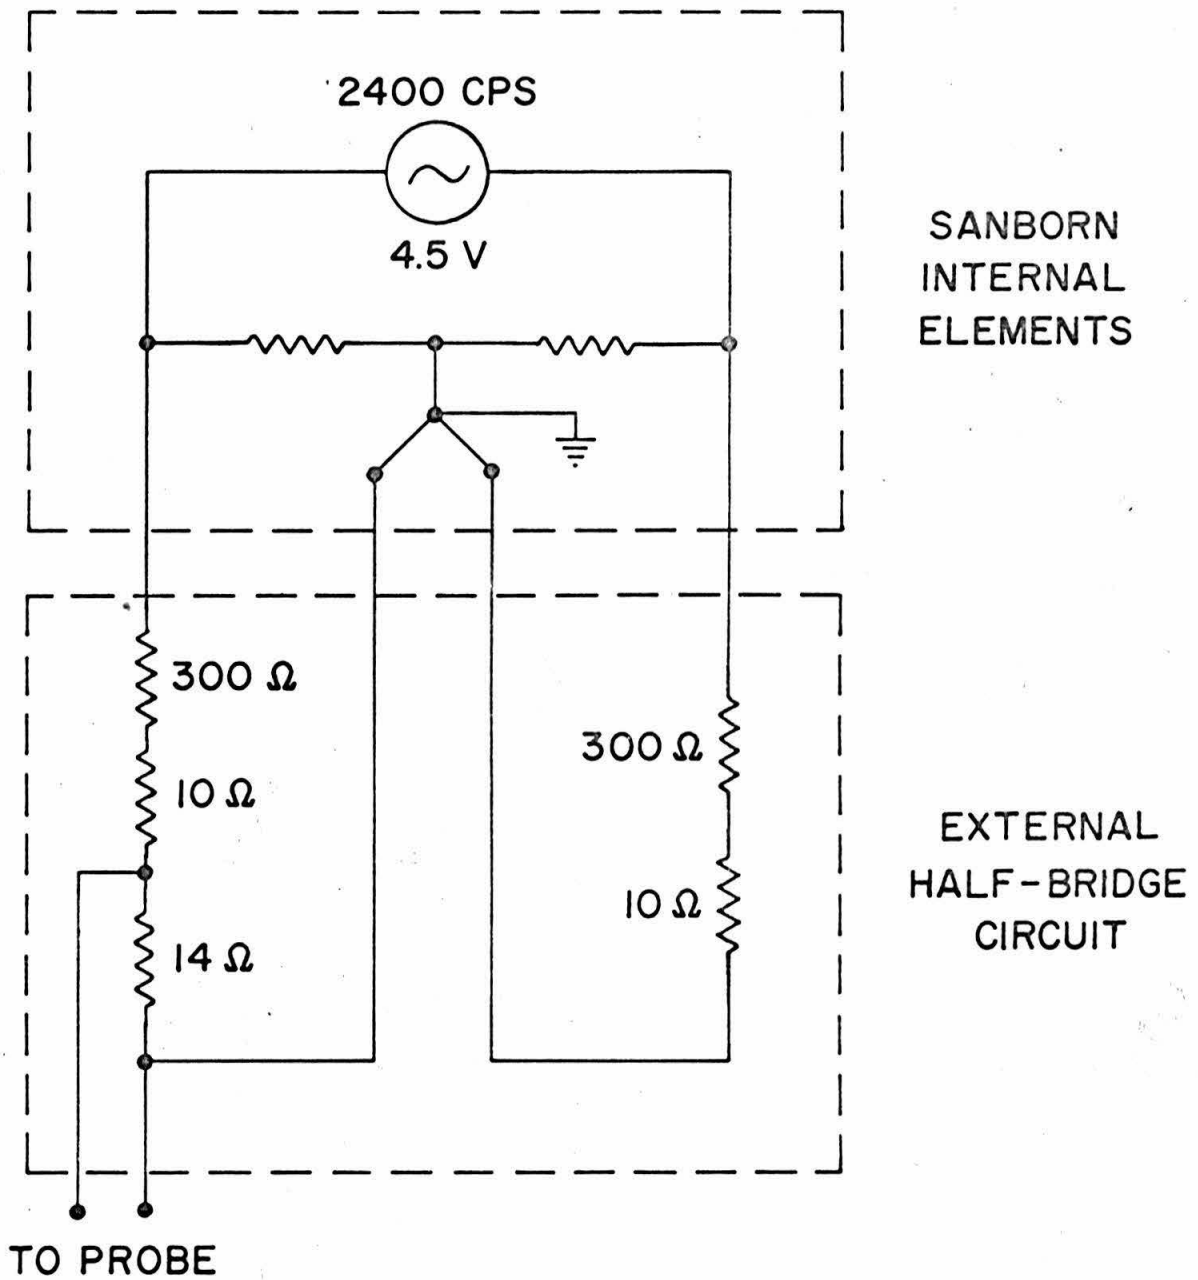 2400 CPS
4.5 V
SANBORN
INTERNAL
ELEMENTS
300 Ω
10 Ω
14 Ω
300 Ω
10 Ω
EXTERNAL
HALF-BRIDGE
CIRCUIT
TO PROBE